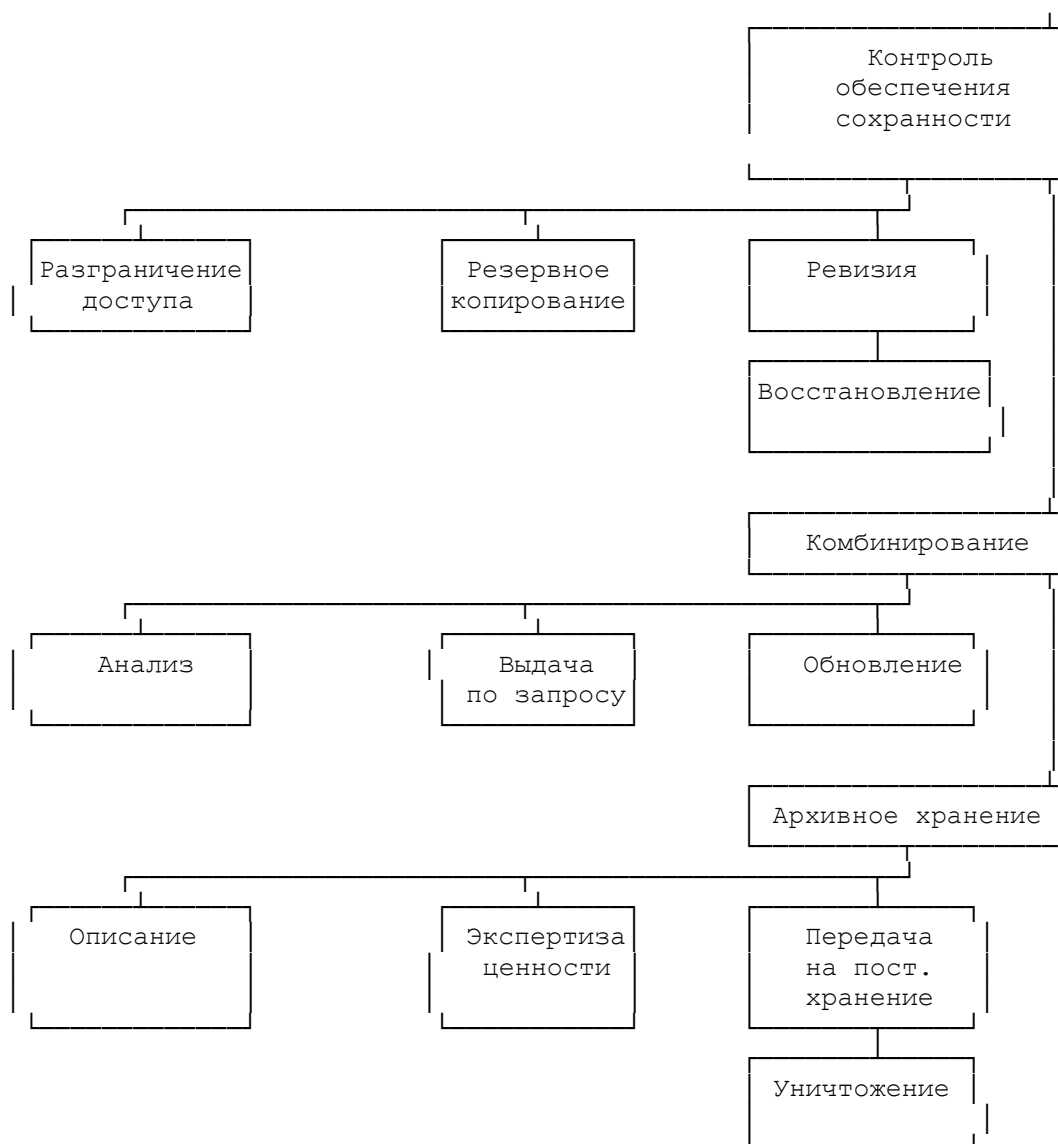 Контроль
обеспечения
сохранности
Разграничение
доступа
Резервное
копирование
Ревизия
Восстановление
Комбинирование
Анализ
Выдача
по запросу
Обновление
Архивное хранение
Описание
Экспертиза
ценности
Передача
на пост.
хранение
Уничтожение